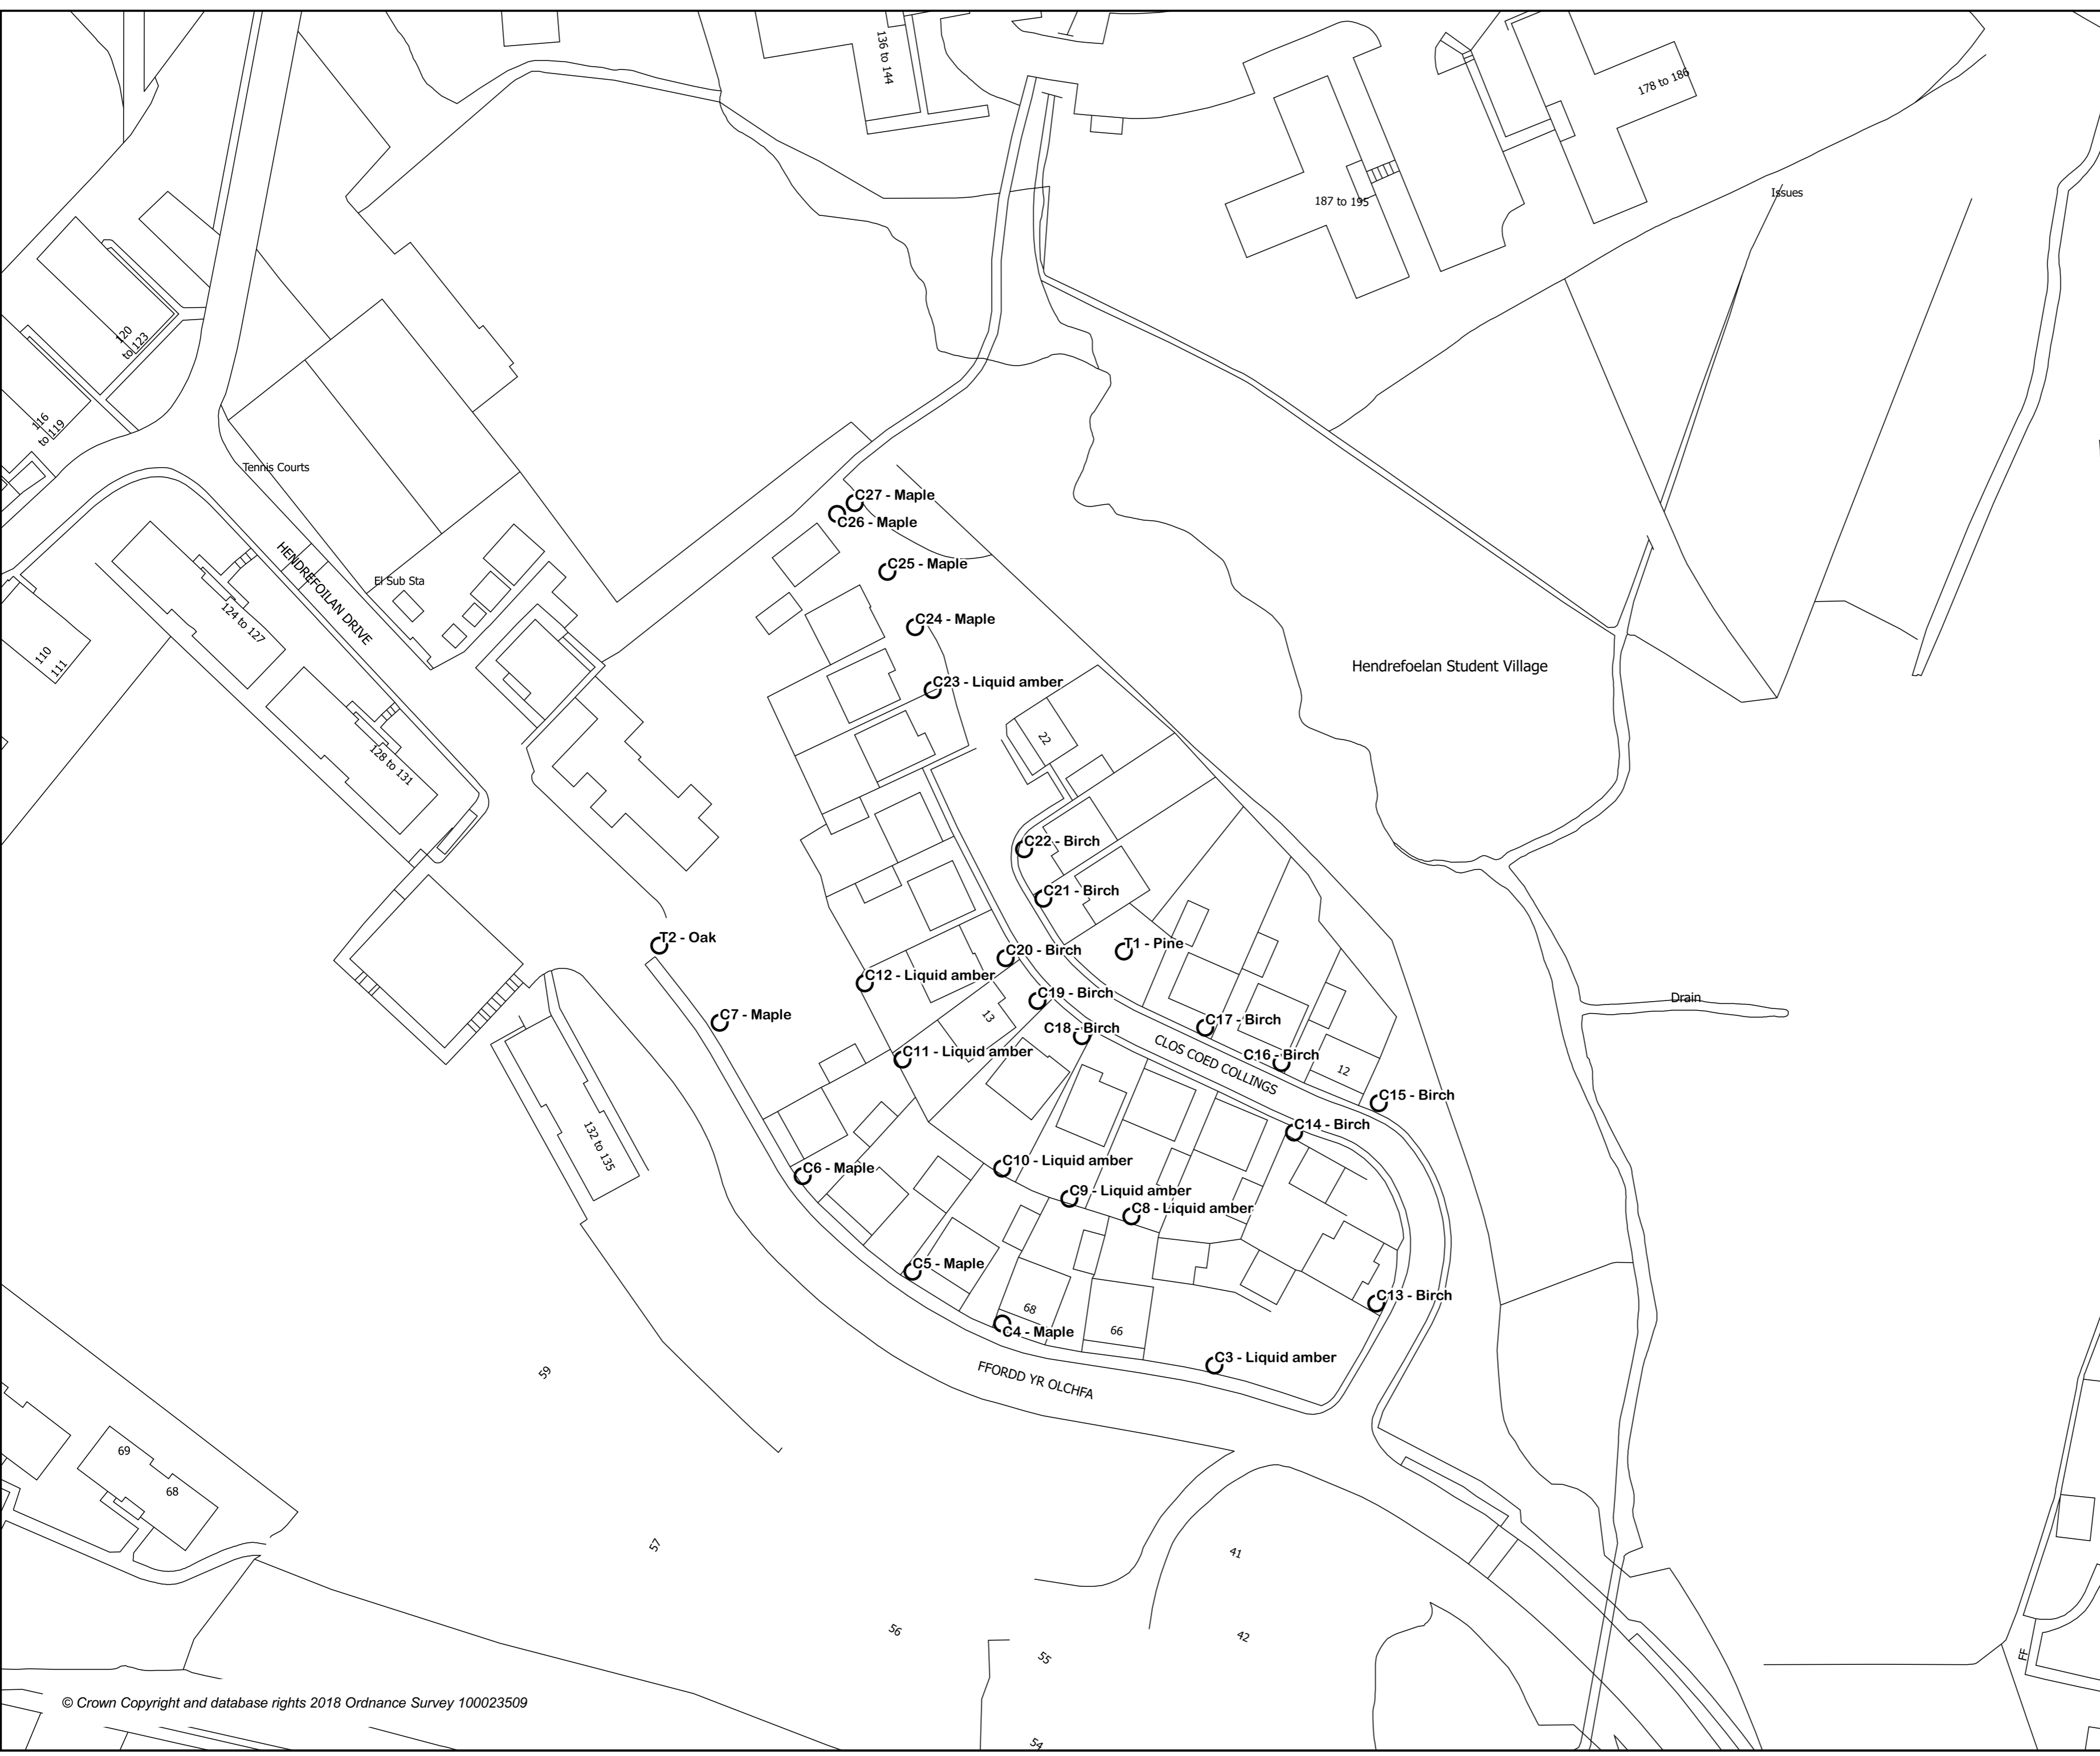 136 to 144
178 to 186
Issues
187 to 195
120
to 123
116
to 119
Tennis Courts
C27 - Maple
C26 - Maple
HENDREFOILAN DRIVE
El Sub Sta
C25 - Maple
124 to 127
C24 - Maple
110
111
Hendrefoelan Student Village
C23 - Liquid amber
22
128 to 131
C22 - Birch
C21 - Birch
T2 - Oak
T1 - Pine
C20 - Birch
C12 - Liquid amber
C19 - Birch
Drain
C7 - Maple
13
C18 - Birch
C17 - Birch
C11 - Liquid amber
CLOS COED COLLINGS
C16 - Birch
12
C15 - Birch
C14 - Birch
132 to 135
C10 - Liquid amber
C6 - Maple
C9 - Liquid amber
C8 - Liquid amber
C5 - Maple
C13 - Birch
68
C4 - Maple
66
C3 - Liquid amber
59
FFORDD YR OLCHFA
69
68
57
41
56
42
55
FF
© Crown Copyright and database rights 2018 Ordnance Survey 100023509
54